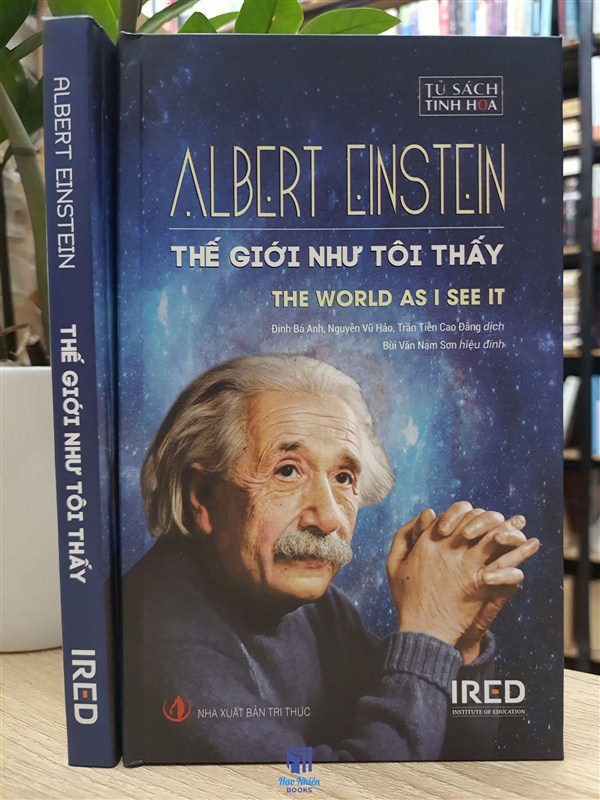 ALBERT EINSTEIN
THẾ GIỚI NHƯ TÔI THẤY
IRED
TỦ SÁCH
TINH HOA
ALBERT EINSTEIN
THẾ GIỚI NHƯ TÔI THẤY
THE WORLD AS I SEE IT
Đinh Bá Anh, Nguyễn Vũ Hảo, Trần Tiễn Cao Đăng dịch
Bùi Văn Nam Sơn hiệu đính
NHÀ XUẤT BẢN TRI THỨC
IRED
INSTITUTE OF EDUCATION
Hạo Nhiên
BOOKS